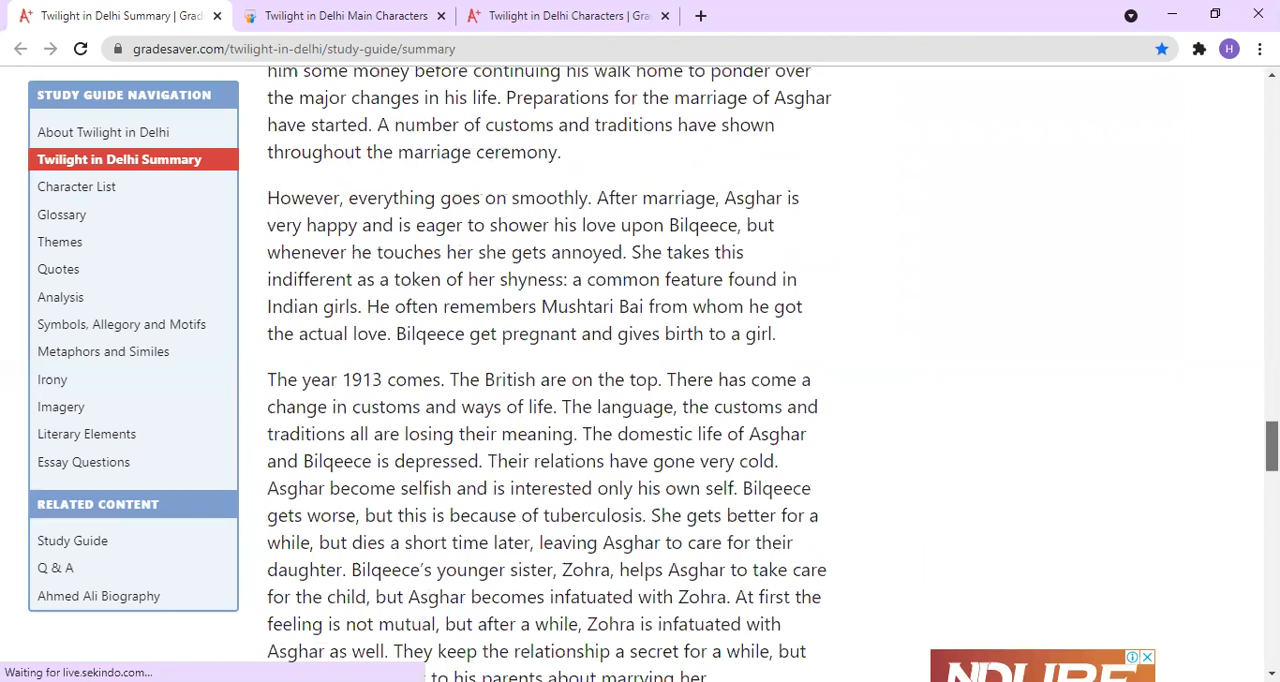 Twilight in Delhi Summary | Grad
Twilight in Delhi Main Characters
Twilight in Delhi Characters | Gra
gradesaver.com/twilight-in-delhi/study-guide/summary
H
STUDY GUIDE NAVIGATION
About Twilight in Delhi
Twilight in Delhi Summary
Character List
Glossary
Themes
Quotes
Analysis
Symbols, Allegory and Motifs
Metaphors and Similes
Irony
Imagery
Literary Elements
Essay Questions
RELATED CONTENT
Study Guide
Q & A
Ahmed Ali Biography
him some money before continuing his walk home to ponder over
the major changes in his life. Preparations for the marriage of Asghar
have started. A number of customs and traditions have shown
throughout the marriage ceremony.
However, everything goes on smoothly. After marriage, Asghar is
very happy and is eager to shower his love upon Bilqeece, but
whenever he touches her she gets annoyed. She takes this
indifferent as a token of her shyness: a common feature found in
Indian girls. He often remembers Mushtari Bai from whom he got
the actual love. Bilqeece get pregnant and gives birth to a girl.
The year 1913 comes. The British are on the top. There has come a
change in customs and ways of life. The language, the customs and
traditions all are losing their meaning. The domestic life of Asghar
and Bilqeece is depressed. Their relations have gone very cold.
Asghar become selfish and is interested only his own self. Bilqeece
gets worse, but this is because of tuberculosis. She gets better for a
while, but dies a short time later, leaving Asghar to care for their
daughter. Bilqeece’s younger sister, Zohra, helps Asghar to take care
for the child, but Asghar becomes infatuated with Zohra. At first the
feeling is not mutual, but after a while, Zohra is infatuated with
Asghar as well. They keep the relationship a secret for a while, but
to his parents about marrying her
Waiting for live.sekindo.com...